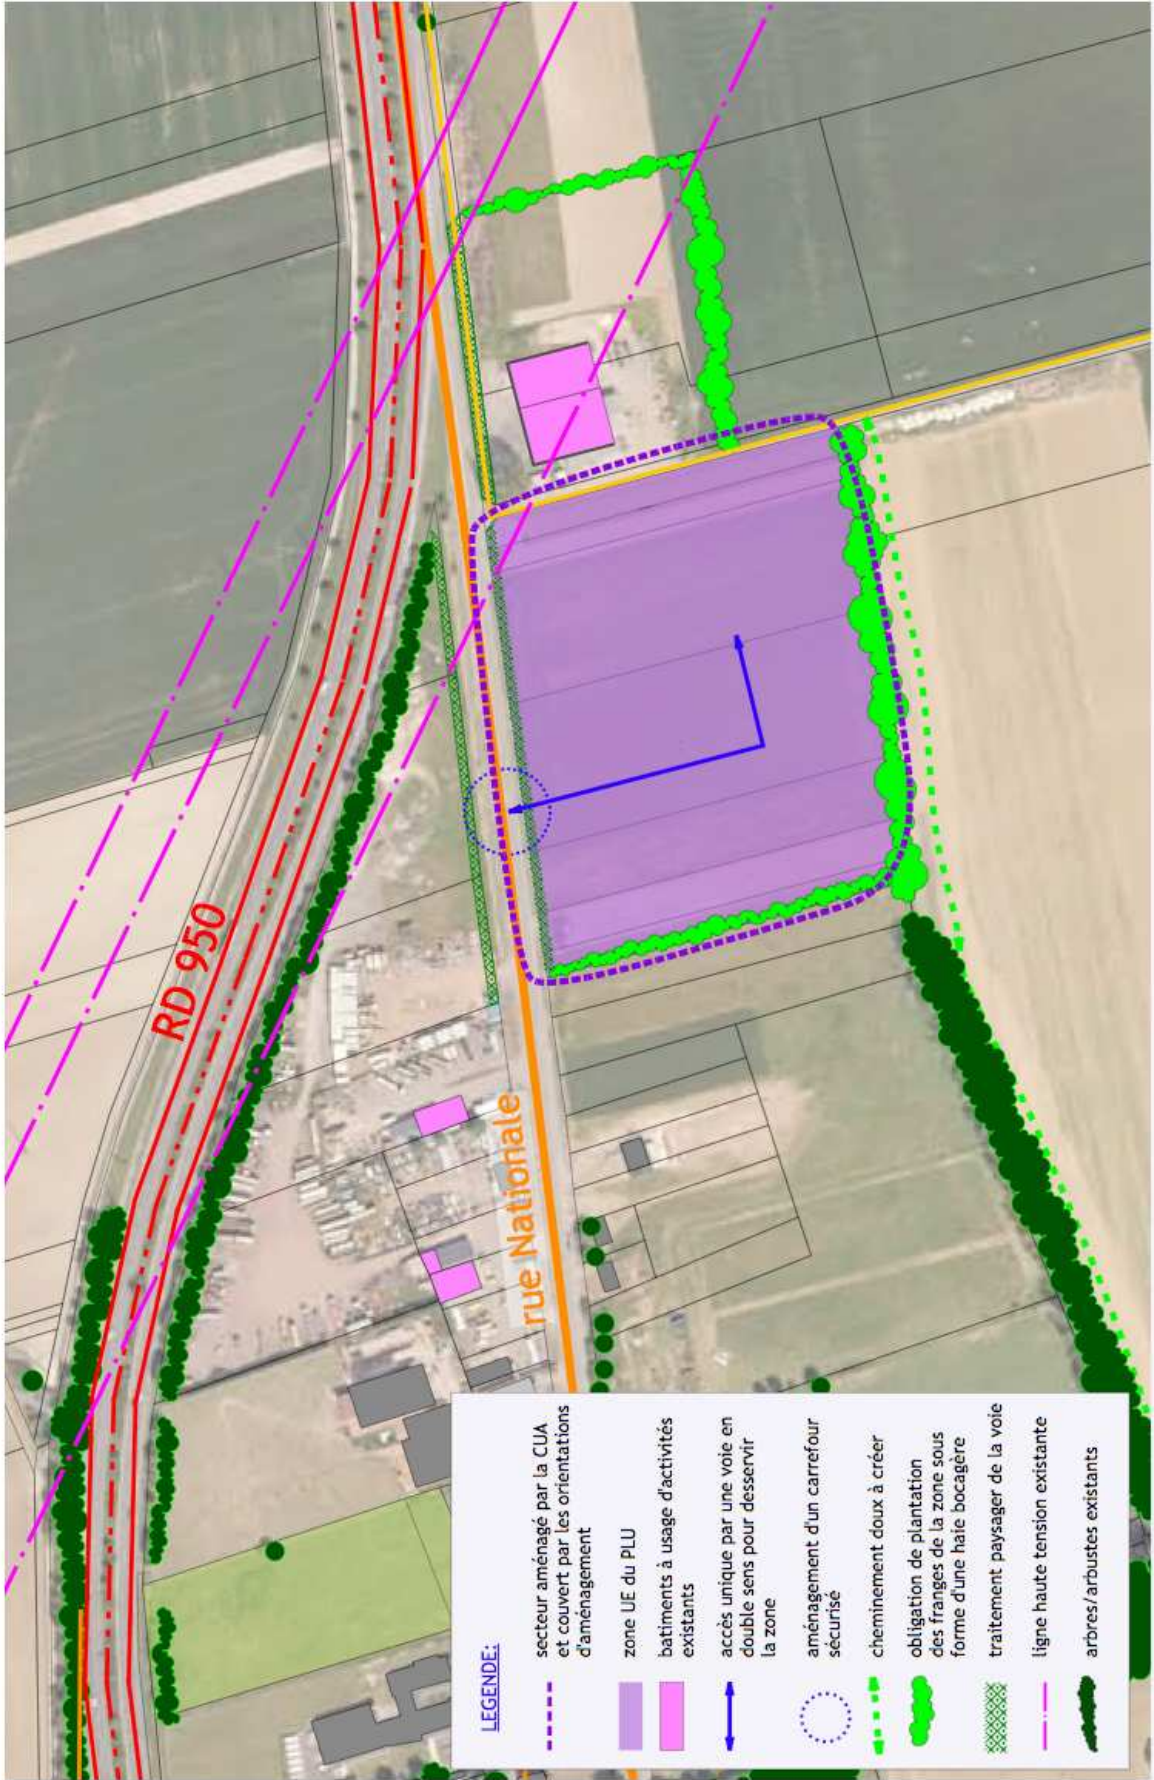 RD 950
rue Nationale
LEGENDE:
secteur aménagé par la CUA
et couvert par les orientations
d'aménagement
zone UE du PLU
batiments à usage d'activités
existants
accès unique par une voie en
double sens pour desservir
la zone
aménagement d'un carrefour
sécurisé
cheminement doux à créer
obligation de plantation
des franges de la zone sous
forme d'une haie bocagère
traitement paysager de la voie
ligne haute tension existante
arbres/arbustes existants